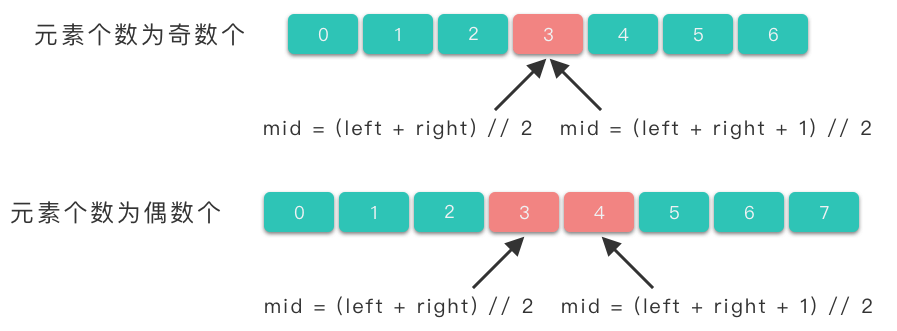 元素个数为奇数个 0 1 2 3 4 5 6
mid = (left + right) // 2 mid = (left + right + 1) // 2
元素个数为偶数个 0 1 2 3 4 5 6 7
mid = (left + right) // 2 mid = (left + right + 1) // 2